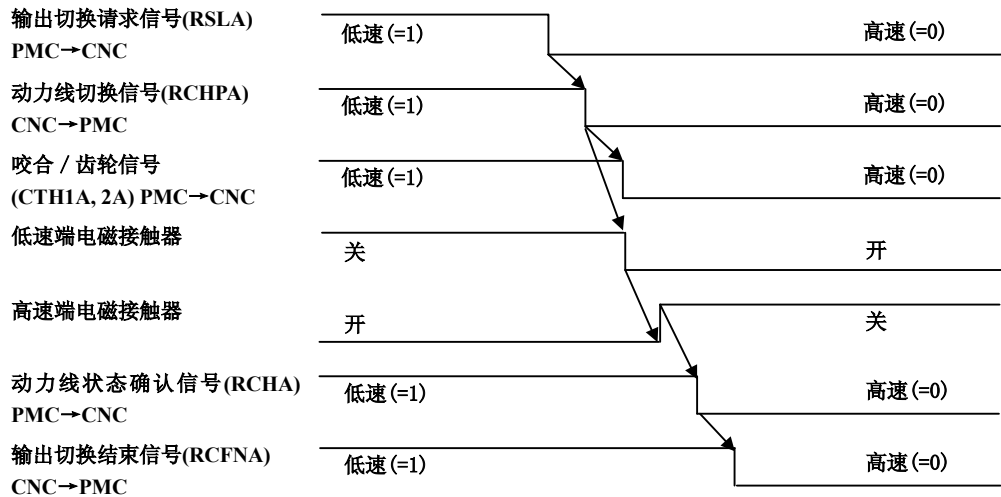 输出切换请求信号(RSLA)
PMC→CNC
低速(=1)
高速(=0)
动力线切换信号(RCHPA)
CNC→PMC
低速(=1)
高速(=0)
咬合／齿轮信号
(CTH1A, 2A) PMC→CNC
低速(=1)
高速(=0)
低速端电磁接触器
关
开
高速端电磁接触器
开
关
动力线状态确认信号(RCHA)
PMC→CNC
低速(=1)
高速(=0)
输出切换结束信号(RCFNA)
CNC→PMC
低速(=1)
高速(=0)